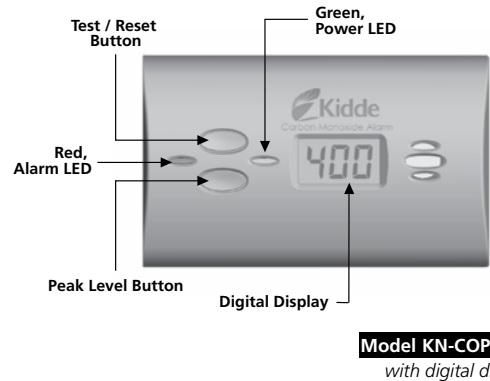 Test / Reset
Button
Green,
Power LED
Kidde
Carbon Monoxide Alarm
Red,
Alarm LED
400
Peak Level Button
Digital Display
Model KN-COP
with digital d